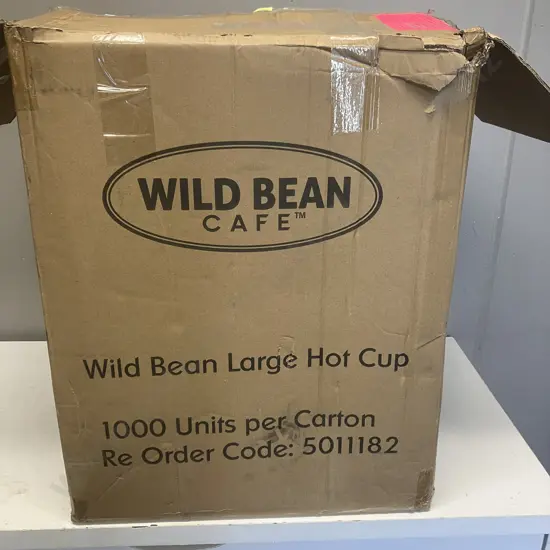 WILD BEAN
CAFE™
Wild Bean Large Hot Cup
1000 Units per Carton
Re Order Code: 5011182